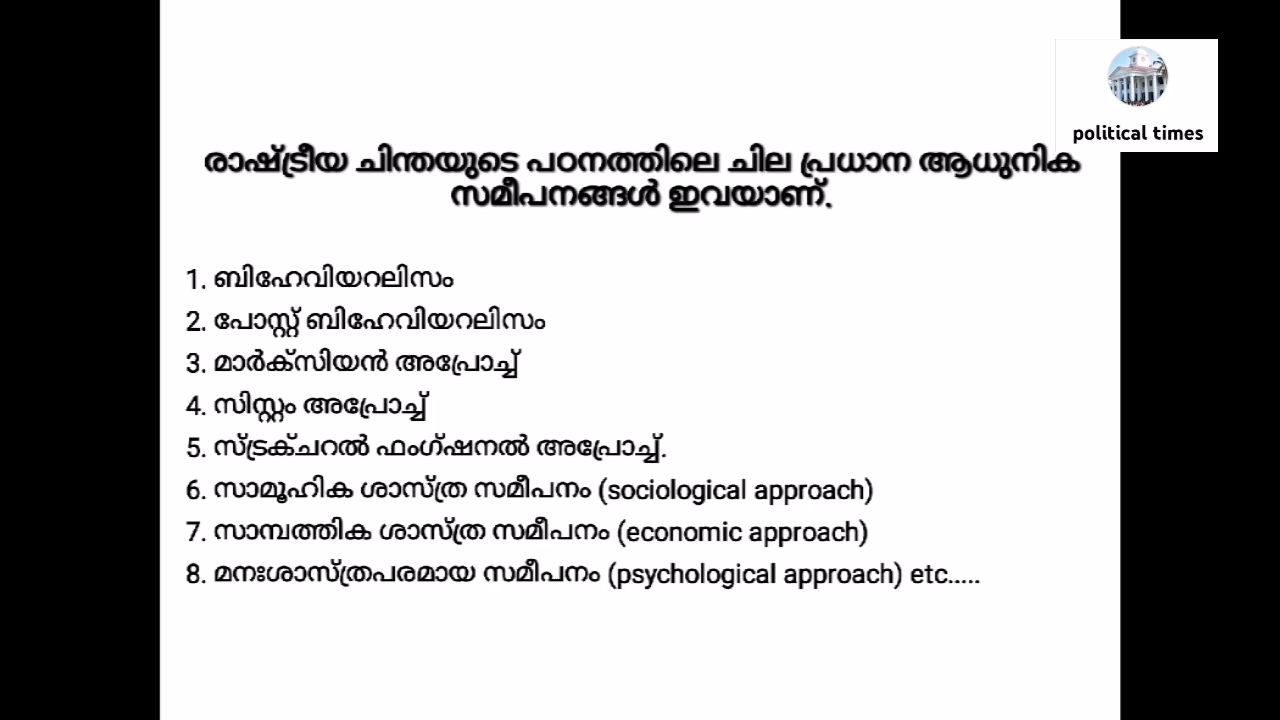 political times
രാഷ്ട്രീയ ചിന്തയുടെ പഠനത്തിലെ ചില പ്രധാന ആധുനിക
സമീപനങ്ങൾ ഇവയാണ്.
1. ബിഹേവിയറലിസം
2. പോസ്റ്റ് ബിഹേവിയറലിസം
3. മാർക്സിയൻ അപ്രോച്ച്
4. സിസ്റ്റം അപ്രോച്ച്
5. സ്ട്രക്ചറൽ ഫംഗ്ഷനൽ അപ്രോച്ച്.
6. സാമൂഹിക ശാസ്ത്ര സമീപനം (sociological approach)
7. സാമ്പത്തിക ശാസ്ത്ര സമീപനം (economic approach)
8. മനഃശാസ്ത്രപരമായ സമീപനം (psychological approach) etc.....